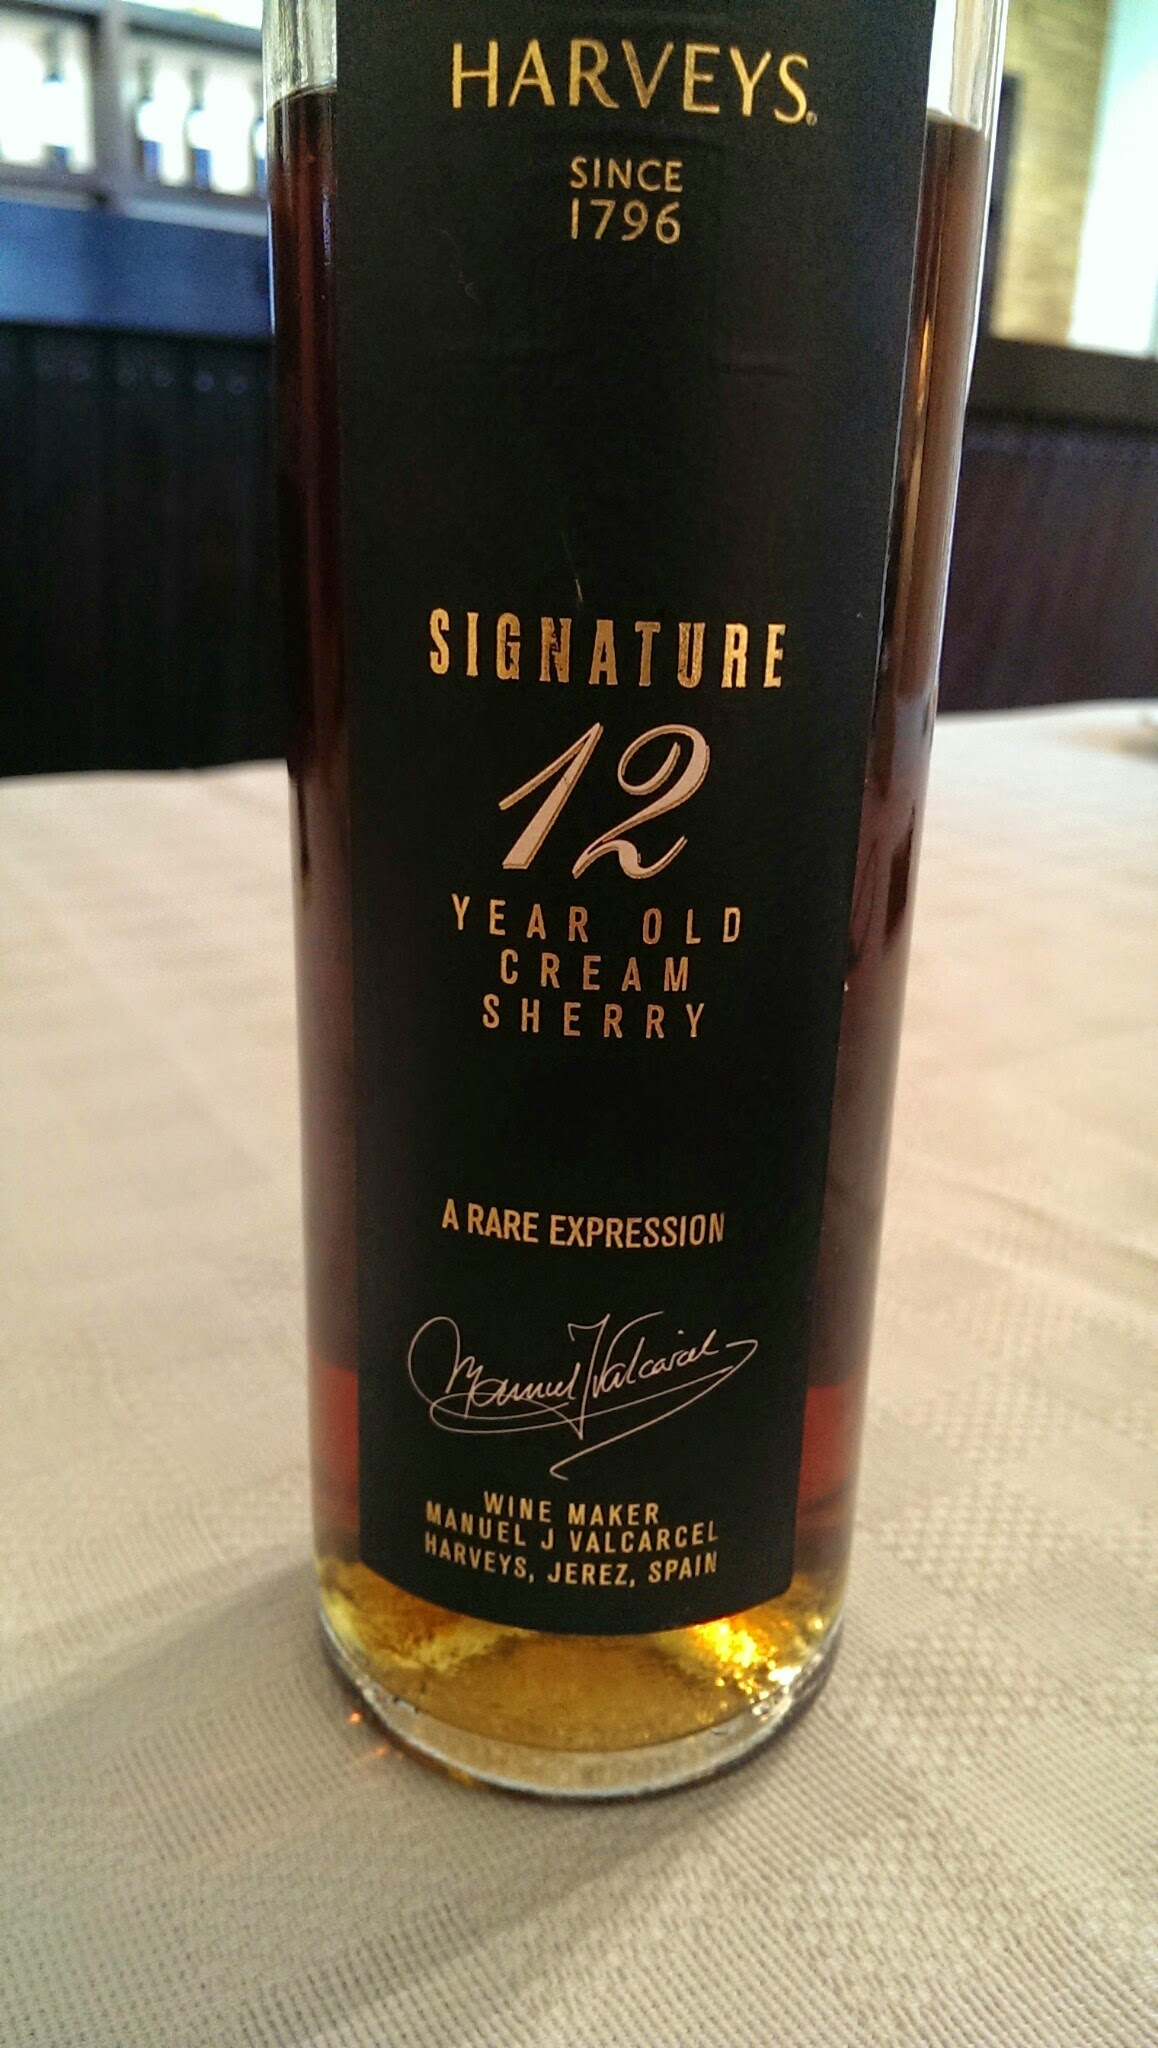 HARVEYS®
SINCE
1796
SIGNATURE
12
YEAR OLD
CREAM
SHERRY
A RARE EXPRESSION
Manuel J Valcarcel
WINE MAKER
MANUEL J VALCARCEL
HARVEYS, JEREZ, SPAIN